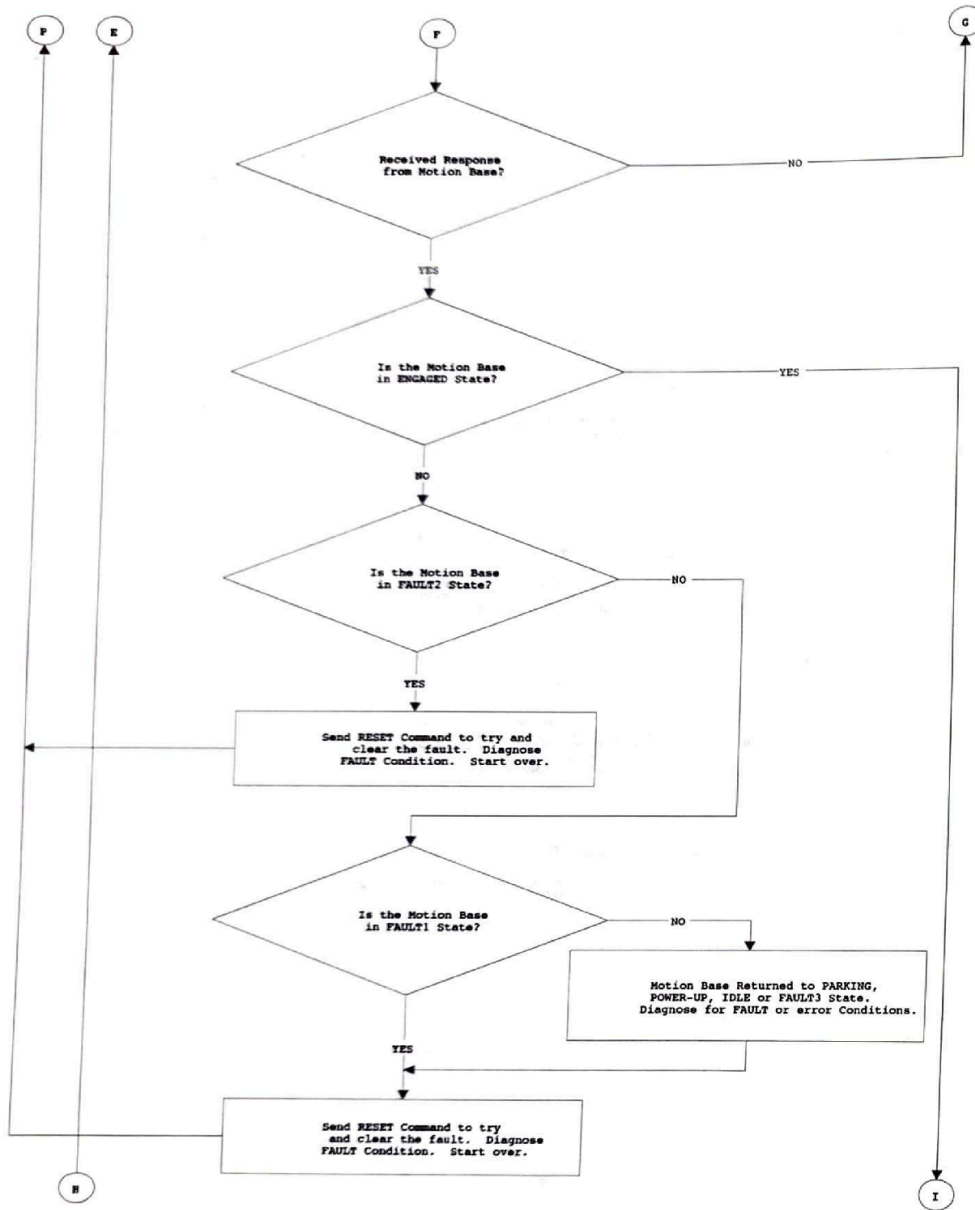 P
E
F
G
Received Response
from Motion Base?
NO
YES
Is the Motion Base
in ENGAGED State?
YES
NO
Is the Motion Base
in FAULT2 State?
NO
YES
Send RESET Command to try and
clear the fault. Diagnose
FAULT Condition. Start over.
Is the Motion Base
in FAULT1 State?
NO
Motion Base Returned to PARKING,
POWER-UP, IDLE or FAULT3 State.
Diagnose for FAULT or error Conditions.
YES
Send RESET Command to try
and clear the fault. Diagnose
FAULT Condition. Start over.
H
I